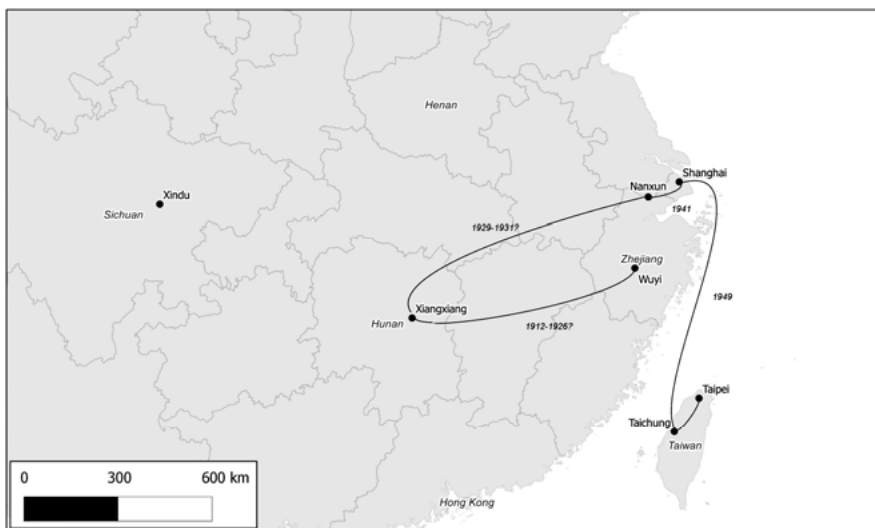 Henan
Xindu
Sichuan
Shanghai
Nanxun
1941
1929-1931?
Zhejiang
Wuyi
1949
Xiangxiang
Hunan
1912-1926?
Taipei
Taichung
Taiwan
0 300 600 km
Hong Kong